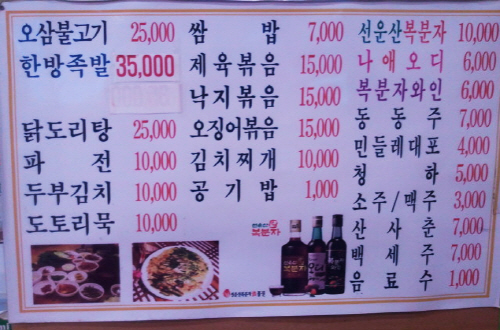 오삼불고기 25,000
한방족발 35,000
닭도리탕 25,000
파전 10,000
두부김치 10,000
도토리묵 10,000
쌈밥 7,000
제육볶음 15,000
낙지볶음 15,000
오징어볶음 15,000
김치찌개 10,000
공기밥 1,000
선운산복분자 10,000
나애오디 6,000
복분자와인 6,000
동동주 7,000
민들레대포 4,000
청하 5,000
소주/맥주 3,000
산사춘 7,000
백세주 7,000
음료수 1,000
복분자